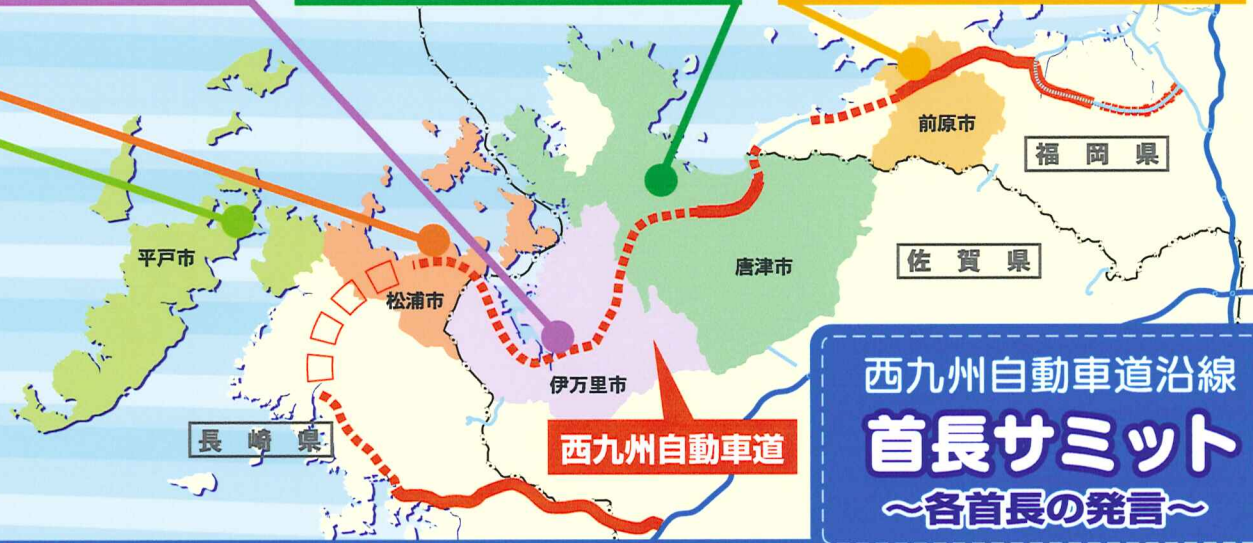 前原市
福岡県
平戸市
松浦市
唐津市
佐賀県
伊万里市
長崎県
西九州自動車道
西九州自動車道沿線
首長サミット
～各首長の発言～